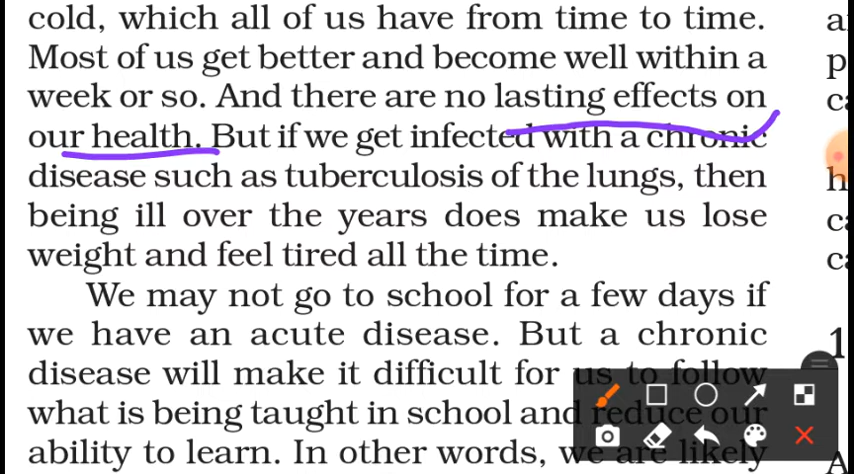 cold, which all of us have from time to time.
Most of us get better and become well within a
week or so. And there are no lasting effects on
our health. But if we get infected with a chronic
disease such as tuberculosis of the lungs, then
being ill over the years does make us lose
weight and feel tired all the time.
We may not go to school for a few days if
we have an acute disease. But a chronic
disease will make it difficult for us to follow
what is being taught in school and reduce our
ability to learn. In other words, we are likely